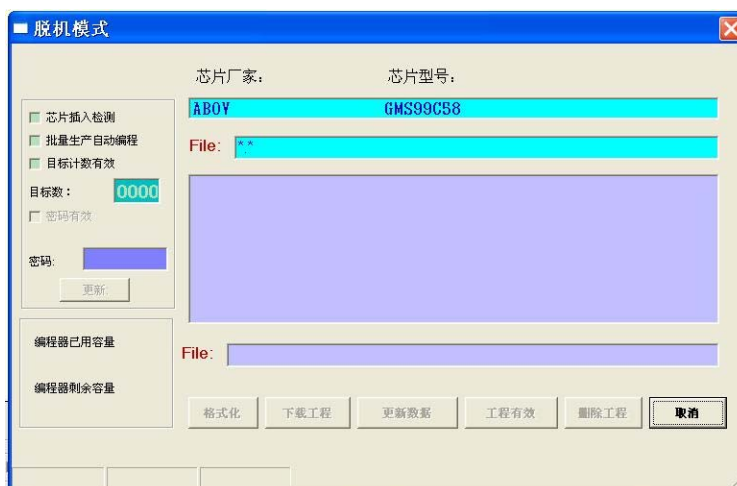 脱机模式
芯片厂家: 芯片型号:
ABOV GMS99C58
芯片插入检测
批量生产自动编程
目标计数有效
目标数: 0000
密码有效
密码:
更新
File: *.*
编程器已用容量
编程器剩余容量
File:
格式化 下载工程 更新数据 工程有效 删除工程 取消